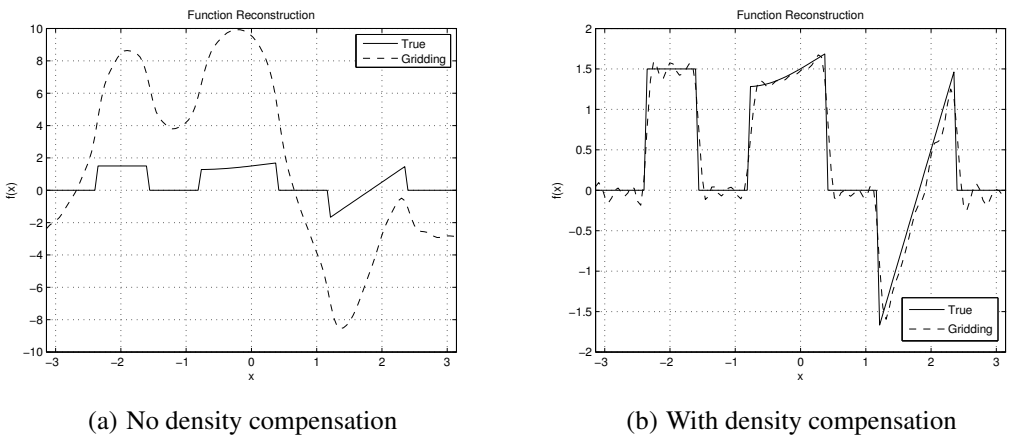 Function Reconstruction
10
8
6
4
2
0
−2
−4
−6
−8
−10
f(x)
−3 −2 −1 0 1 2 3
x
True
Gridding
(a) No density compensation
Function Reconstruction
2
1.5
1
0.5
0
−0.5
−1
−1.5
−2
f(x)
−3 −2 −1 0 1 2 3
x
True
Gridding
(b) With density compensation